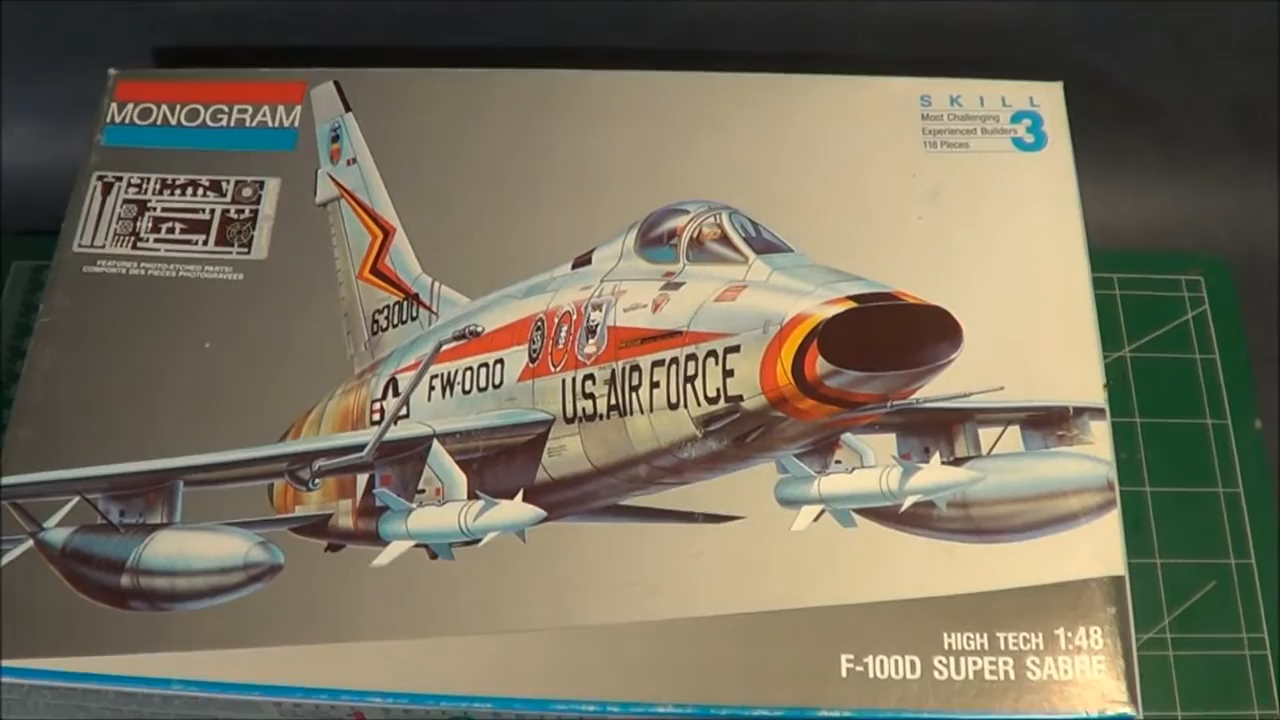 MONOGRAM
SKILL
Most Challenging
Experienced Builders
118 Pieces
3
FEATURES PHOTO-ETCHED PARTS!
COMPORTE DES PIECES PHOTOGRAVEES
63000
FW-000
U.S. AIR FORCE
HIGH TECH 1:48
F-100D SUPER SABRE